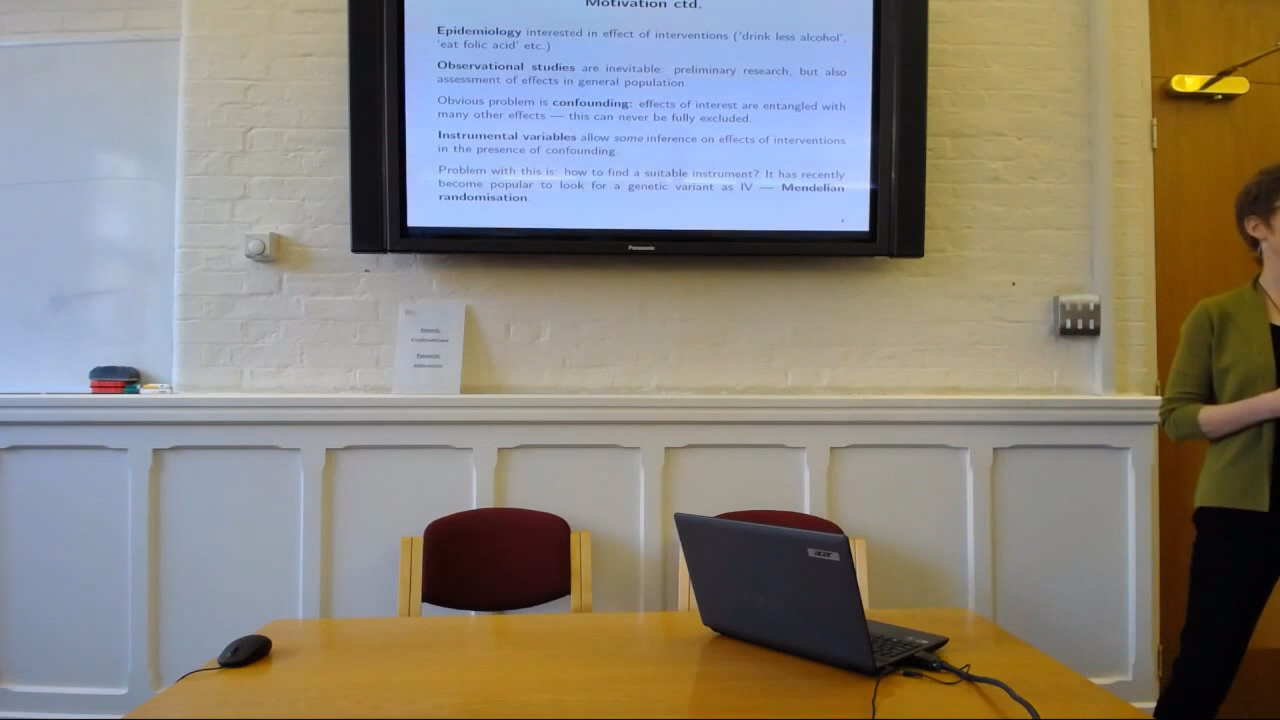 Motivation ctd.
Epidemiology interested in effect of interventions ('drink less alcohol',
'eat folic acid' etc.)
Observational studies are inevitable: preliminary research, but also
assessment of effects in general population.
Obvious problem is confounding: effects of interest are entangled with
many other effects — this can never be fully excluded.
Instrumental variables allow some inference on effects of interventions
in the presence of confounding.
Problem with this is: how to find a suitable instrument? It has recently
become popular to look for a genetic variant as IV — Mendelian
randomisation.
Panasonic
acer